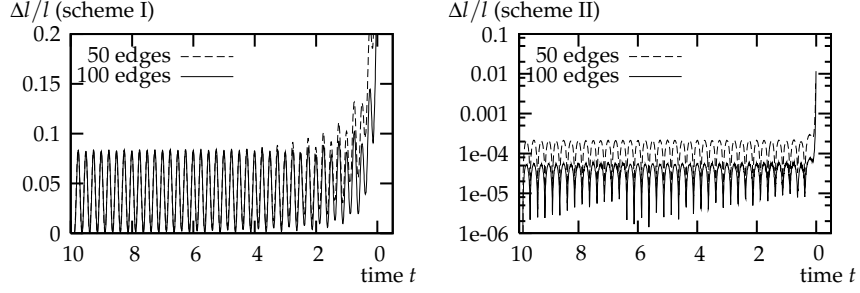 Δl/l (scheme I)
0.2
0.15
0.1
0.05
0
50 edges
100 edges
10 8 6 4 2 0
time t
Δl/l (scheme II)
0.1
0.01
0.001
1e-04
1e-05
1e-06
50 edges
100 edges
10 8 6 4 2 0
time t